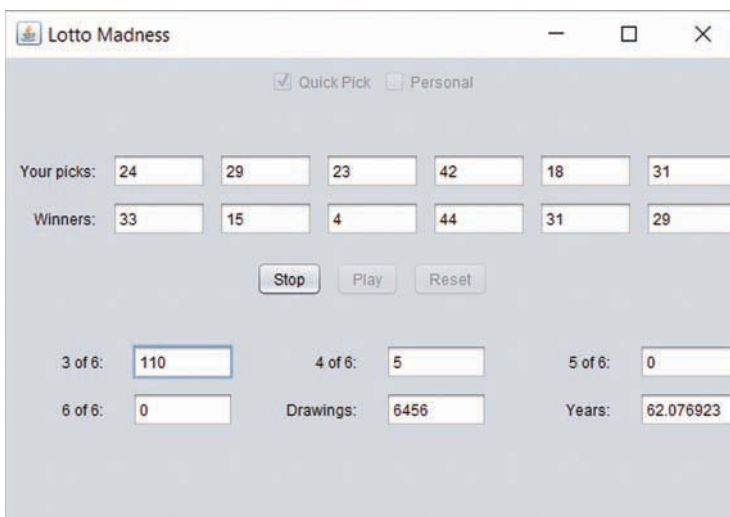 Lotto Madness
Quick Pick Personal
Your picks: 24 29 23 42 18 31
Winners: 33 15 4 44 31 29
Stop Play Reset
3 of 6: 110 4 of 6: 5 5 of 6: 0
6 of 6: 0 Drawings: 6456 Years: 62.076923